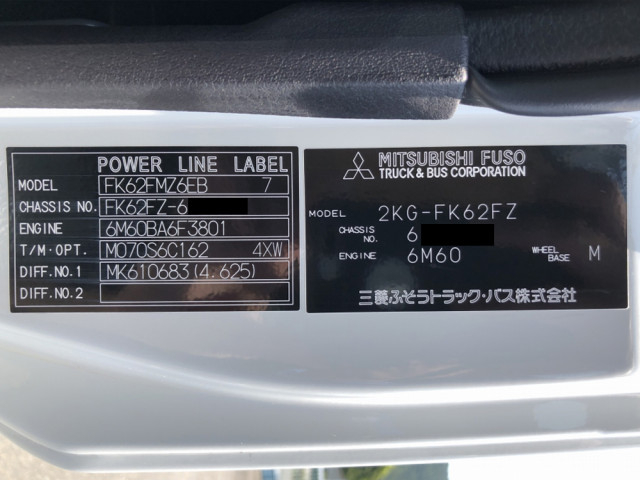 POWER LINE LABEL
MODEL FK62FMZ6EB 7
CHASSIS NO. FK62FZ-6
ENGINE 6M60BA6F3801
T/M·OPT. M070S6C162 4XW
DIFF.NO.1 MK610683(4.625)
DIFF.NO.2
MITSUBISHI FUSO
TRUCK & BUS CORPORATION
MODEL 2KG-FK62FZ
CHASSIS NO. 6
ENGINE 6M60 WHEEL BASE M
三菱ふそうトラック・バス株式会社